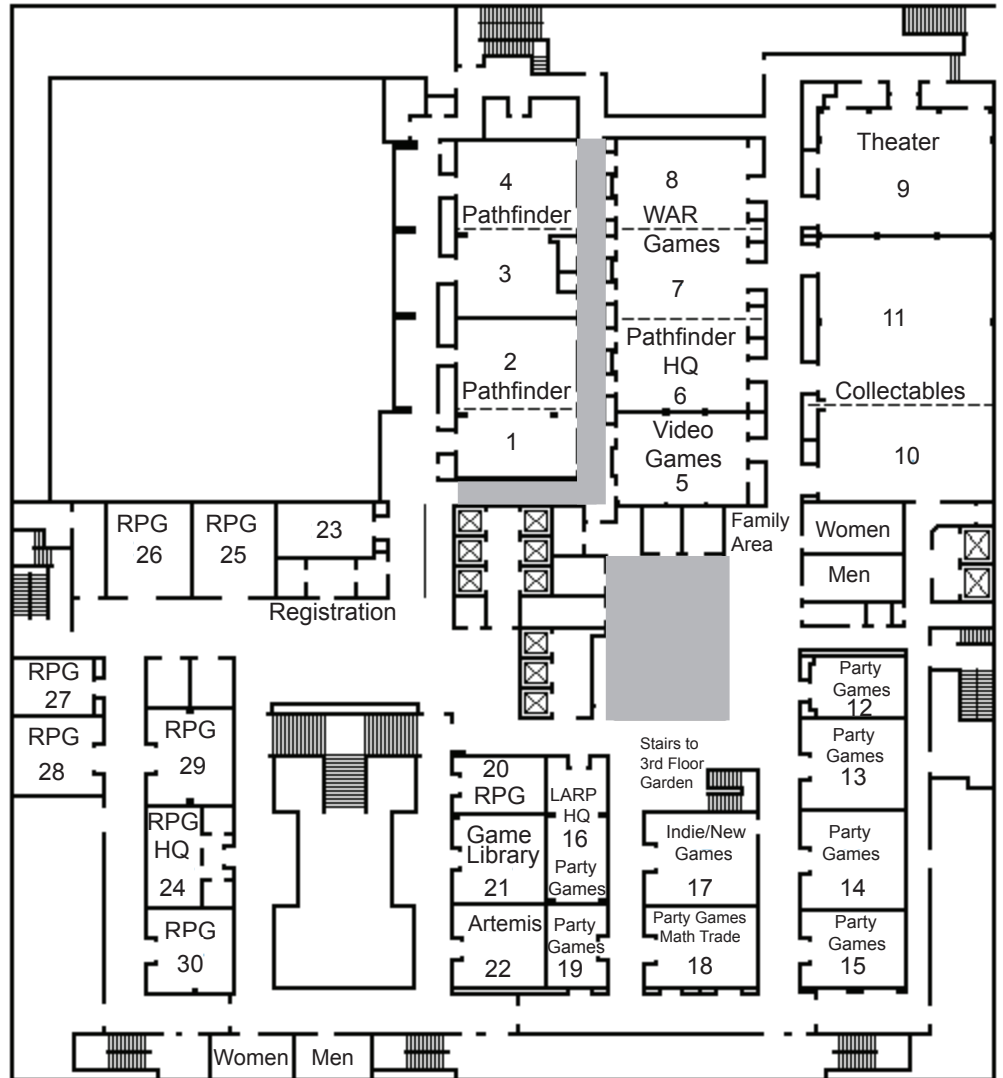 Theater
9
4
Pathfinder
3
8
WAR
Games
7
11
2
Pathfinder
1
Pathfinder
HQ
6
Collectables
10
Video
Games
5
RPG
26
RPG
25
23
Family
Area
Women
Men
Registration
RPG
27
RPG
28
RPG
29
RPG
HQ
24
RPG
30
20
RPG
Game
Library
21
Artemis
22
LARP
HQ
16
Party
Games
Party
Games
19
Stairs to
3rd Floor
Garden
Indie/New
Games
17
Party Games
Math Trade
18
Party
Games
12
Party
Games
13
Party
Games
14
Party
Games
15
Women
Men